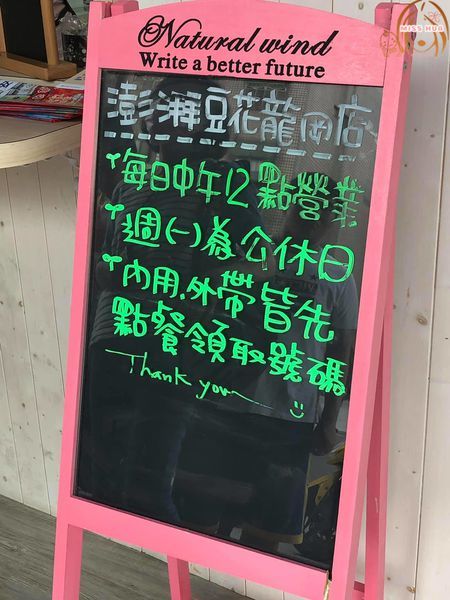 MISS HUA
Natural wind
Write a better future
澎湃豆花龍岡店
每日中午12點營業
週(一)為公休日
內用.外帶皆先
點餐領取號碼
Thank you